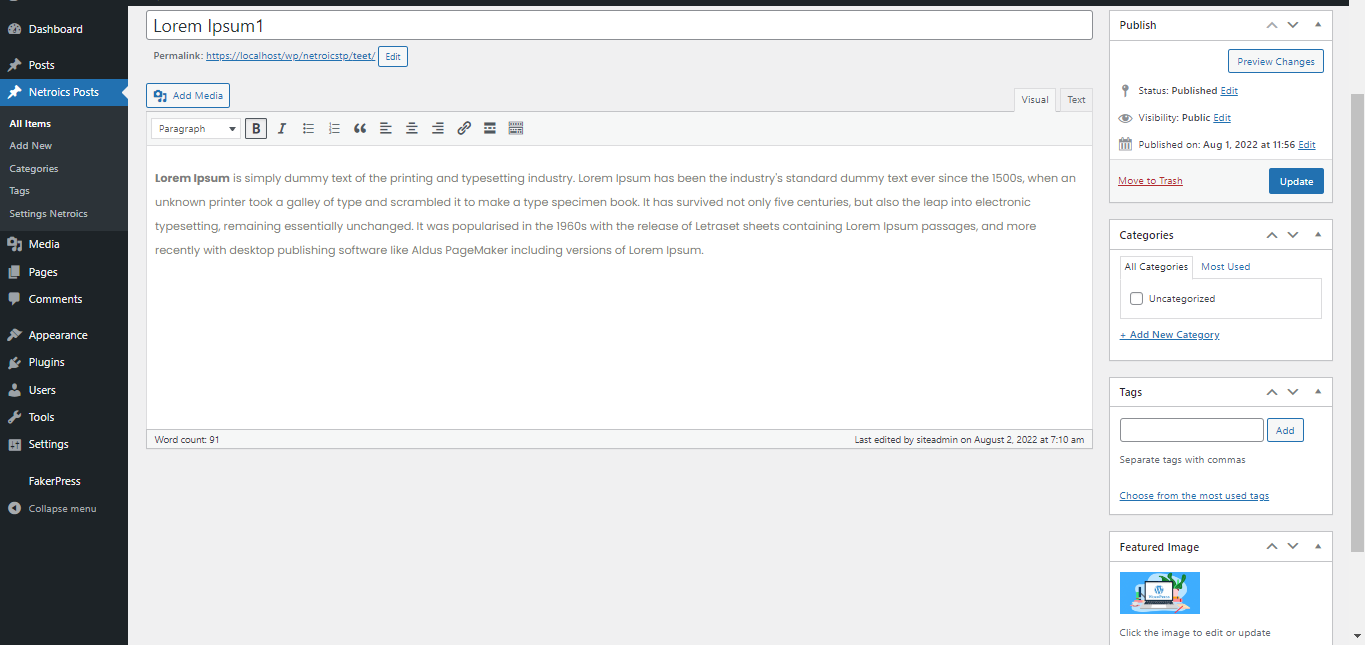 Dashboard
Posts
Netroics Posts
All Items
Add New
Categories
Tags
Settings Netroics
Media
Pages
Comments
Appearance
Plugins
Users
Tools
Settings
FakerPress
Collapse menu
Lorem Ipsum1
Permalink: https://localhost/wp/netroicstp/teet/ Edit
Add Media
Visual Text
Paragraph B I
Lorem Ipsum is simply dummy text of the printing and typesetting industry. Lorem Ipsum has been the industry's standard dummy text ever since the 1500s, when an
unknown printer took a galley of type and scrambled it to make a type specimen book. It has survived not only five centuries, but also the leap into electronic
typesetting, remaining essentially unchanged. It was popularised in the 1960s with the release of Letraset sheets containing Lorem Ipsum passages, and more
recently with desktop publishing software like Aldus PageMaker including versions of Lorem Ipsum.
Word count: 91 Last edited by siteadmin on August 2, 2022 at 7:10 am
Publish
Preview Changes
Status: Published Edit
Visibility: Public Edit
Published on: Aug 1, 2022 at 11:56 Edit
Move to Trash Update
Categories
All Categories Most Used
Uncategorized
+ Add New Category
Tags
Add
Separate tags with commas
Choose from the most used tags
Featured Image
Click the image to edit or update